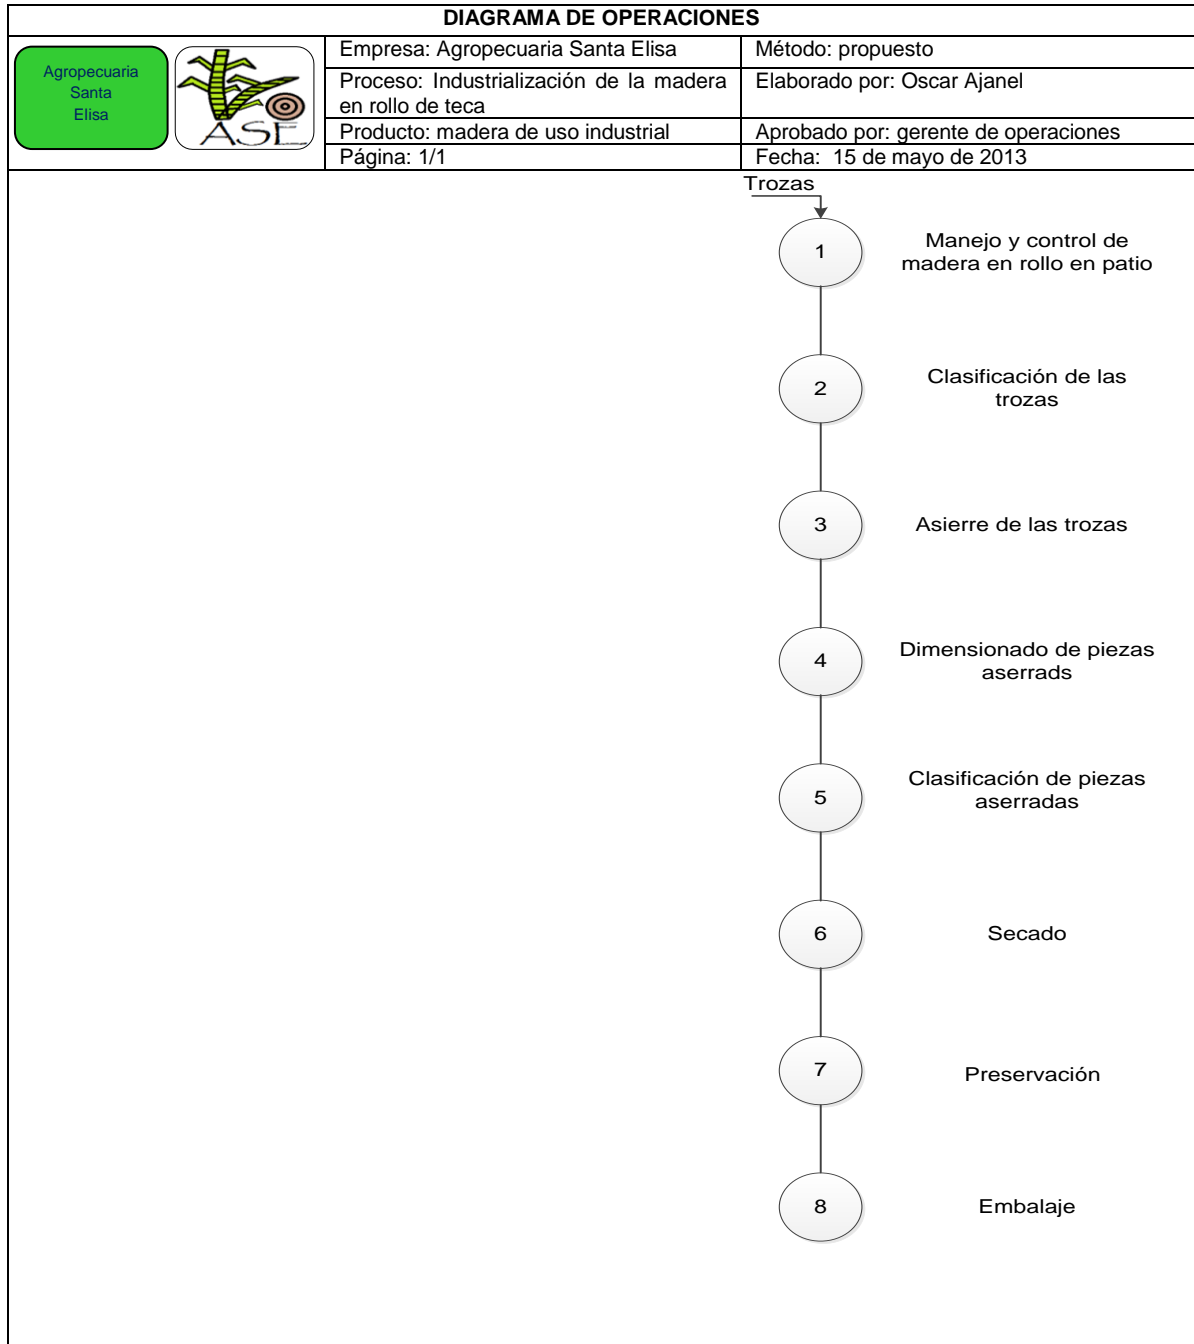 DIAGRAMA DE OPERACIONES
Agropecuaria
Santa
Elisa
ASE
Empresa: Agropecuaria Santa Elisa
Método: propuesto
Proceso: Industrialización de la madera
en rollo de teca
Elaborado por: Oscar Ajanel
Producto: madera de uso industrial
Aprobado por: gerente de operaciones
Página: 1/1
Fecha: 15 de mayo de 2013
Trozas
1
Manejo y control de
madera en rollo en patio
2
Clasificación de las
trozas
3
Asierre de las trozas
4
Dimensionado de piezas
aserrads
5
Clasificación de piezas
aserradas
6
Secado
7
Preservación
8
Embalaje